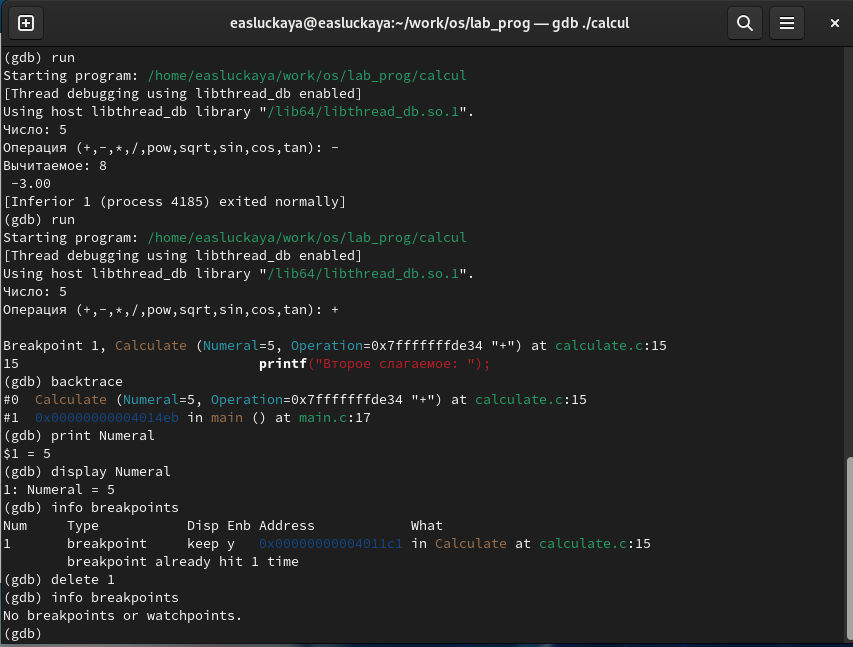 easluckaya@easluckaya:~/work/os/lab_prog — gdb ./calcul
(gdb) run
Starting program: /home/easluckaya/work/os/lab_prog/calcul
[Thread debugging using libthread_db enabled]
Using host libthread_db library "/lib64/libthread_db.so.1".
Число: 5
Операция (+,-,*,/,pow,sqrt,sin,cos,tan): -
Вычитаемое: 8
 -3.00
[Inferior 1 (process 4185) exited normally]
(gdb) run
Starting program: /home/easluckaya/work/os/lab_prog/calcul
[Thread debugging using libthread_db enabled]
Using host libthread_db library "/lib64/libthread_db.so.1".
Число: 5
Операция (+,-,*,/,pow,sqrt,sin,cos,tan): +
Breakpoint 1, Calculate (Numeral=5, Operation=0x7fffffffde34 "+") at calculate.c:15
15                              printf("Второе слагаемое: ");
(gdb) backtrace
#0  Calculate (Numeral=5, Operation=0x7fffffffde34 "+") at calculate.c:15
#1  0x00000000004014eb in main () at main.c:17
(gdb) print Numeral
$1 = 5
(gdb) display Numeral
1: Numeral = 5
(gdb) info breakpoints
Num     Type           Disp Enb Address            What
1       breakpoint     keep y   0x00000000004011c1 in Calculate at calculate.c:15
        breakpoint already hit 1 time
(gdb) delete 1
(gdb) info breakpoints
No breakpoints or watchpoints.
(gdb)